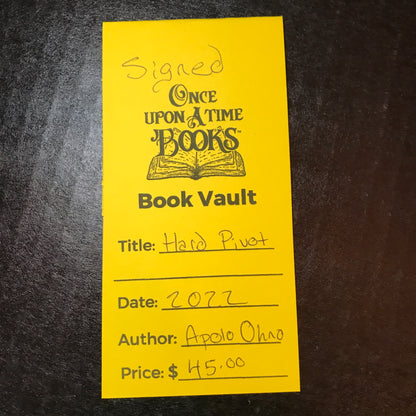 Signed
ONCE
UPON A TIME
BOOKS
Book Vault
Title: Hard Pivot
Date: 2022
Author: Apolo Ohno
Price: $ 45.00